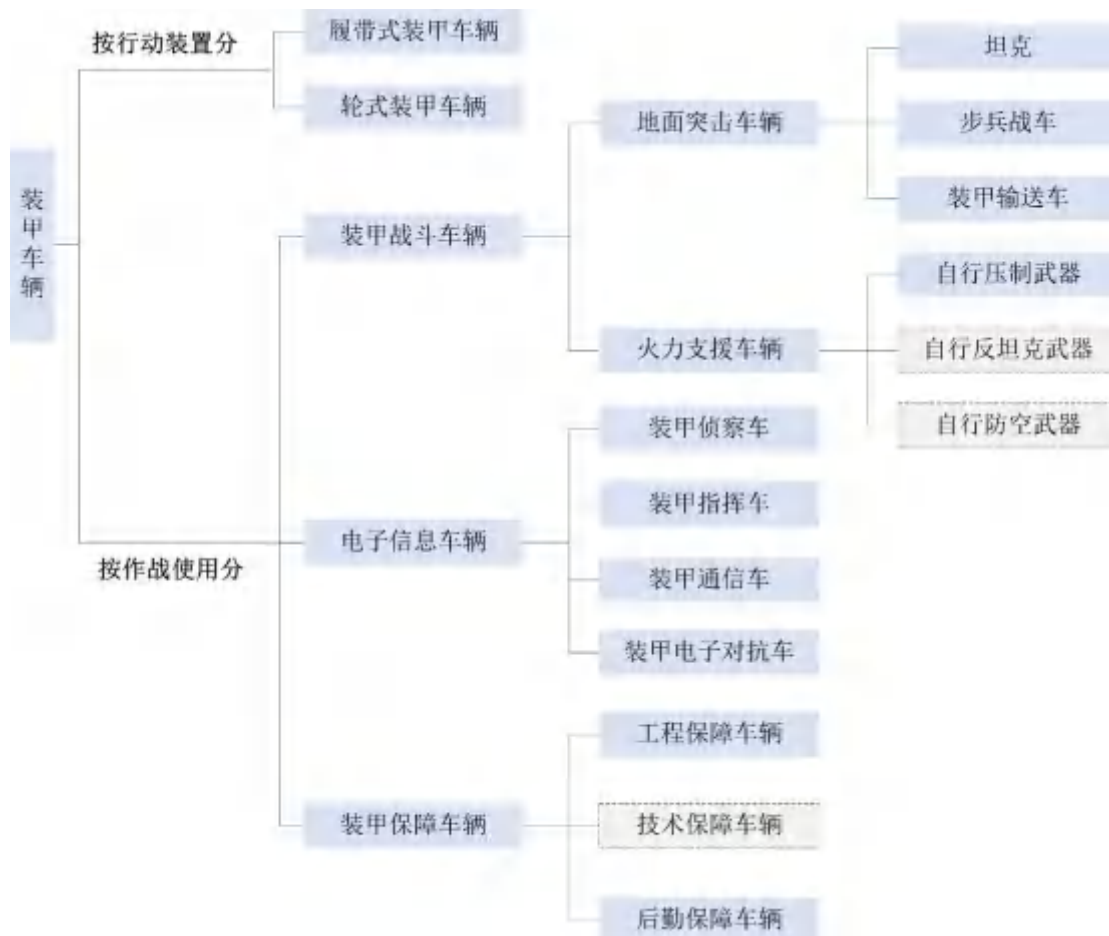 装甲车辆
按行动装置分
履带式装甲车辆
轮式装甲车辆
按作战使用分
装甲战斗车辆
地面突击车辆
坦克
步兵战车
装甲输送车
火力支援车辆
自行压制武器
自行反坦克武器
自行防空武器
电子信息车辆
装甲侦察车
装甲指挥车
装甲通信车
装甲电子对抗车
装甲保障车辆
工程保障车辆
技术保障车辆
后勤保障车辆